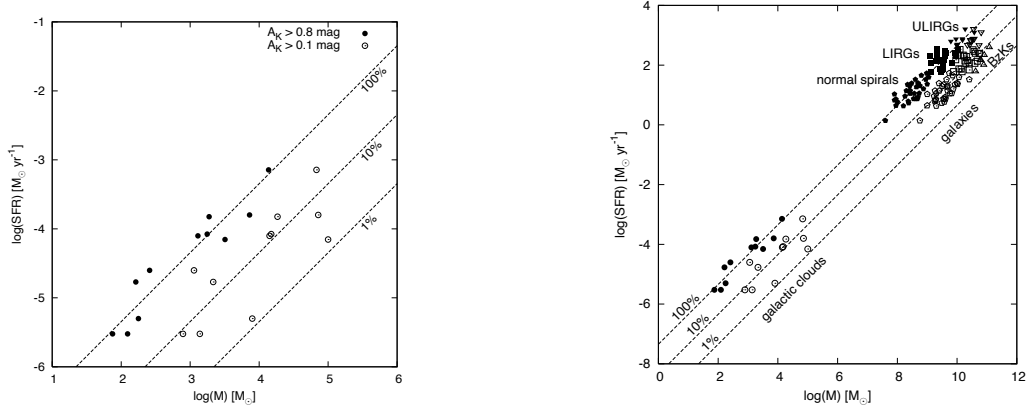 -1
-2
-3
-4
-5
-6
1
2
3
4
5
6
log(SFR) [M⊙ yr-1]
log(M) [M⊙]
A_K > 0.8 mag
A_K > 0.1 mag
100%
10%
1%
6
4
2
0
-2
-4
-6
-8
0
2
4
6
8
10
12
log(SFR) [M⊙ yr-1]
log(M) [M⊙]
ULIRGs
LIRGs
BzKs
normal spirals
galaxies
galactic clouds
100%
10%
1%